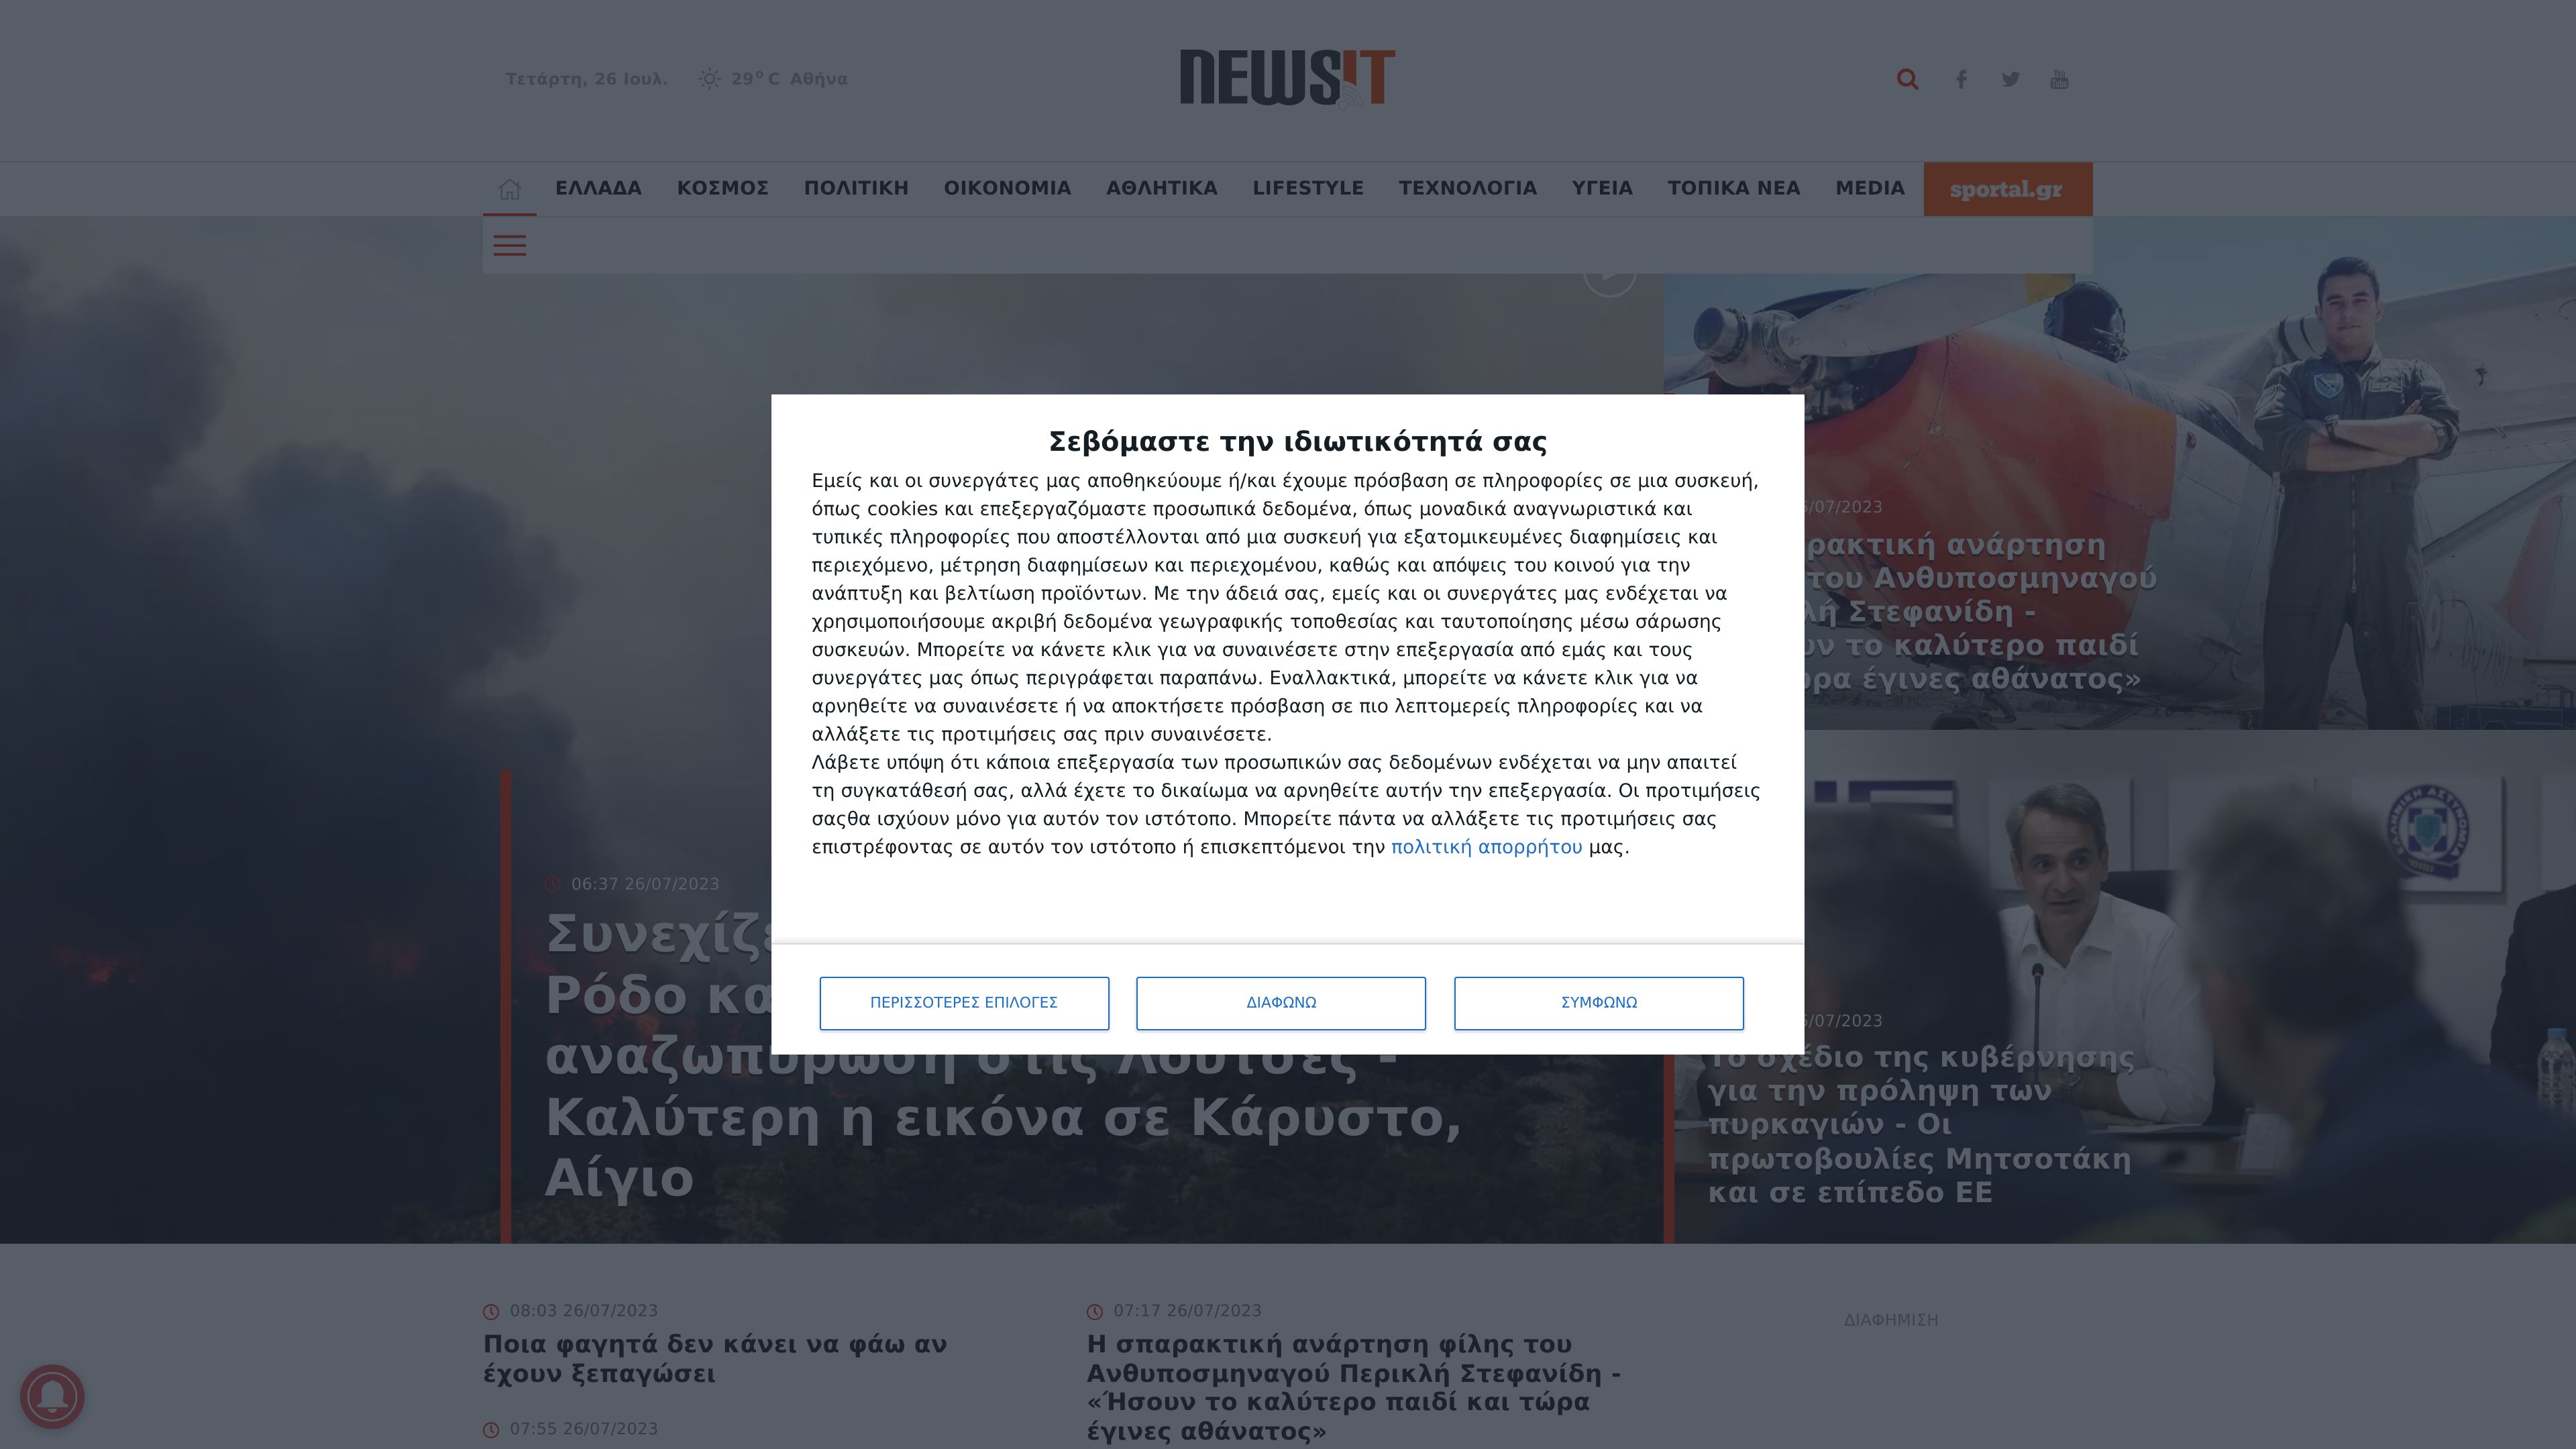 Τετάρτη, 26 Ιουλ. 29°C Αθήνα
NEWSIT
You Tube
ΕΛΛΑΔΑ ΚΟΣΜΟΣ ΠΟΛΙΤΙΚΗ ΟΙΚΟΝΟΜΙΑ ΑΘΛΗΤΙΚΑ LIFESTYLE ΤΕΧΝΟΛΟΓΙΑ ΥΓΕΙΑ ΤΟΠΙΚΑ ΝΕΑ MEDIA sportal.gr
Σεβόμαστε την ιδιωτικότητά σας
Εμείς και οι συνεργάτες μας αποθηκεύουμε ή/και έχουμε πρόσβαση σε πληροφορίες σε μια συσκευή,
όπως cookies και επεξεργαζόμαστε προσωπικά δεδομένα, όπως μοναδικά αναγνωριστικά και
τυπικές πληροφορίες που αποστέλλονται από μια συσκευή για εξατομικευμένες διαφημίσεις και
περιεχόμενο, μέτρηση διαφημίσεων και περιεχομένου, καθώς και απόψεις του κοινού για την
ανάπτυξη και βελτίωση προϊόντων. Με την άδειά σας, εμείς και οι συνεργάτες μας ενδέχεται να
χρησιμοποιήσουμε ακριβή δεδομένα γεωγραφικής τοποθεσίας και ταυτοποίησης μέσω σάρωσης
συσκευών. Μπορείτε να κάνετε κλικ για να συναινέσετε στην επεξεργασία από εμάς και τους
συνεργάτες μας όπως περιγράφεται παραπάνω. Εναλλακτικά, μπορείτε να κάνετε κλικ για να
αρνηθείτε να συναινέσετε ή να αποκτήσετε πρόσβαση σε πιο λεπτομερείς πληροφορίες και να
αλλάξετε τις προτιμήσεις σας πριν συναινέσετε.
Λάβετε υπόψη ότι κάποια επεξεργασία των προσωπικών σας δεδομένων ενδέχεται να μην απαιτεί
τη συγκατάθεσή σας, αλλά έχετε το δικαίωμα να αρνηθείτε αυτήν την επεξεργασία. Οι προτιμήσεις
σαςθα ισχύουν μόνο για αυτόν τον ιστότοπο. Μπορείτε πάντα να αλλάξετε τις προτιμήσεις σας
επιστρέφοντας σε αυτόν τον ιστότοπο ή επισκεπτόμενοι την πολιτική απορρήτου μας.
ΠΕΡΙΣΣΟΤΕΡΕΣ ΕΠΙΛΟΓΕΣ ΔΙΑΦΩΝΩ ΣΥΜΦΩΝΩ
/07/2023
ρακτική ανάρτηση
του Ανθυποσμηναγού
λή Στεφανίδη -
υν το καλύτερο παιδί
ρα έγινες αθάνατος»
ΕΛΛΗΝΙΚΗ ΑΣΤΥΝΟΜΙΑ
06:37 26/07/2023
Συνεχίζε
Ρόδο κα
αναζωπύρωση στις Λούτσες -
Καλύτερη η εικόνα σε Κάρυστο,
Αίγιο
/07/2023
Το σχέδιο της κυβέρνησης
για την πρόληψη των
πυρκαγιών - Οι
πρωτοβουλίες Μητσοτάκη
και σε επίπεδο ΕΕ
08:03 26/07/2023
Ποια φαγητά δεν κάνει να φάω αν
έχουν ξεπαγώσει
07:55 26/07/2023
07:17 26/07/2023
Η σπαρακτική ανάρτηση φίλης του
Ανθυποσμηναγού Περικλή Στεφανίδη -
«Ήσουν το καλύτερο παιδί και τώρα
έγινες αθάνατος»
ΔΙΑΦΗΜΙΣΗ